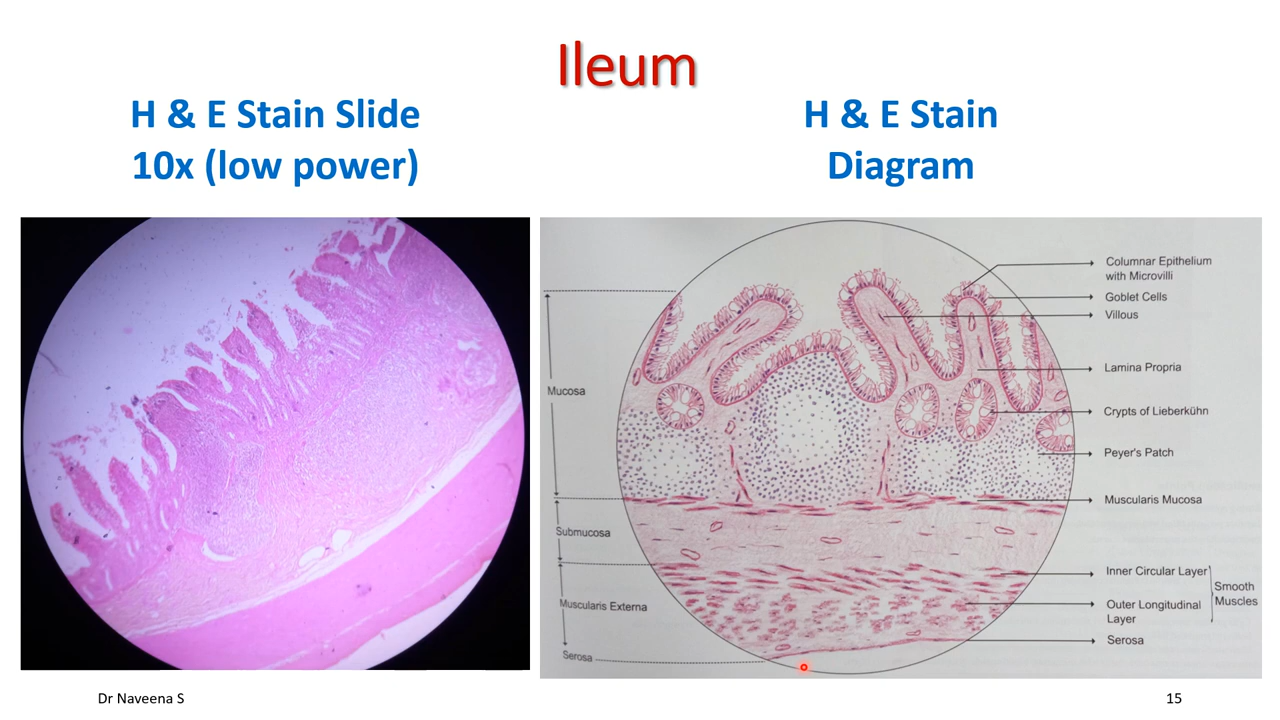 Ileum
H & E Stain Slide
10x (low power)
H & E Stain
Diagram
Mucosa
Submucosa
Muscularis Externa
Serosa
Columnar Epithelium
with Microvilli
Goblet Cells
Villous
Lamina Propria
Crypts of Lieberkühn
Peyer's Patch
Muscularis Mucosa
Inner Circular Layer
Outer Longitudinal
Layer
Smooth
Muscles
Serosa
Dr Naveena S
15